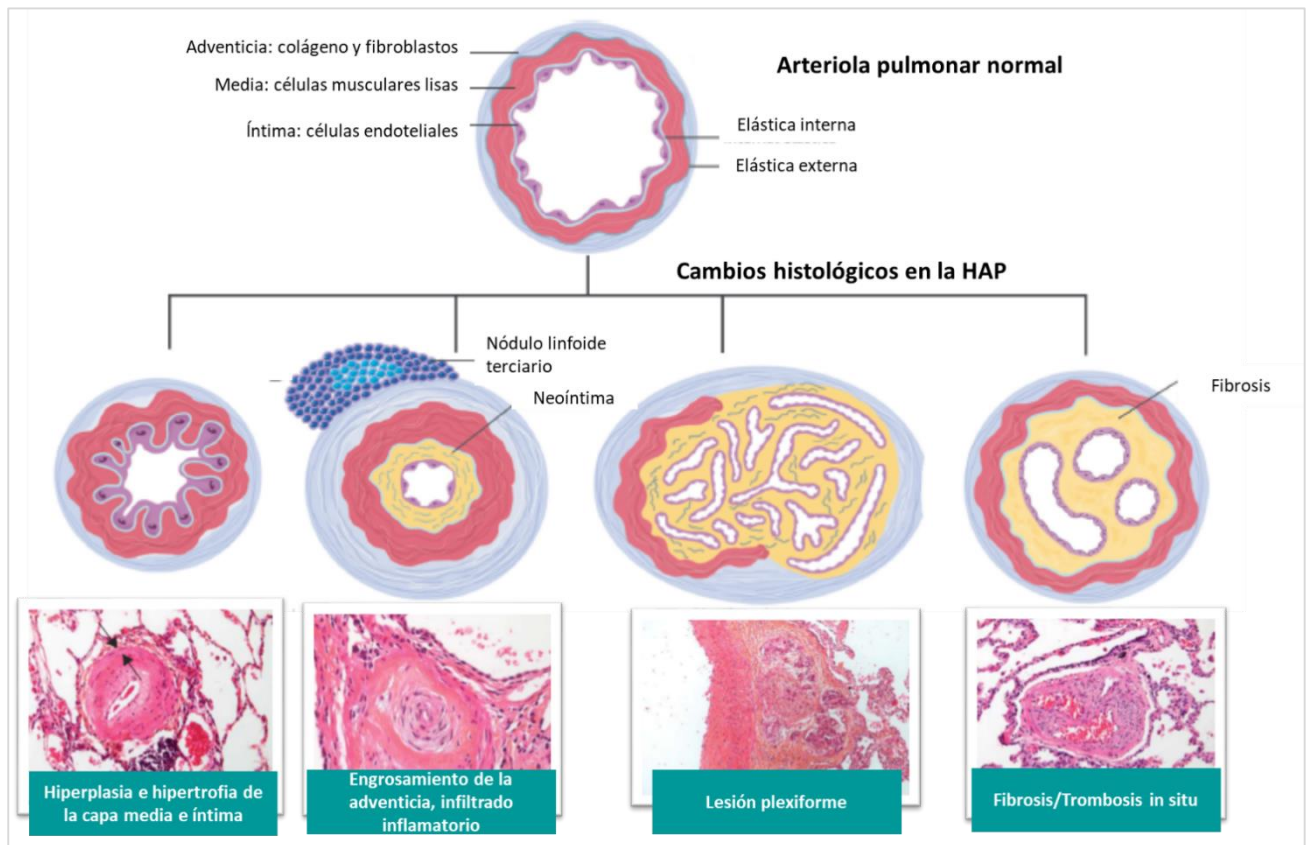 Adventicia: colágeno y fibroblastos
Media: células musculares lisas
Íntima: células endoteliales
Arteriola pulmonar normal
Elástica interna
Elástica externa
Cambios histológicos en la HAP
Nódulo linfoide
terciario
Neoíntima
Fibrosis
Hiperplasia e hipertrofia de
la capa media e íntima
Engrosamiento de la
adventicia, infiltrado
inflamatorio
Lesión plexiforme
Fibrosis/Trombosis in situ